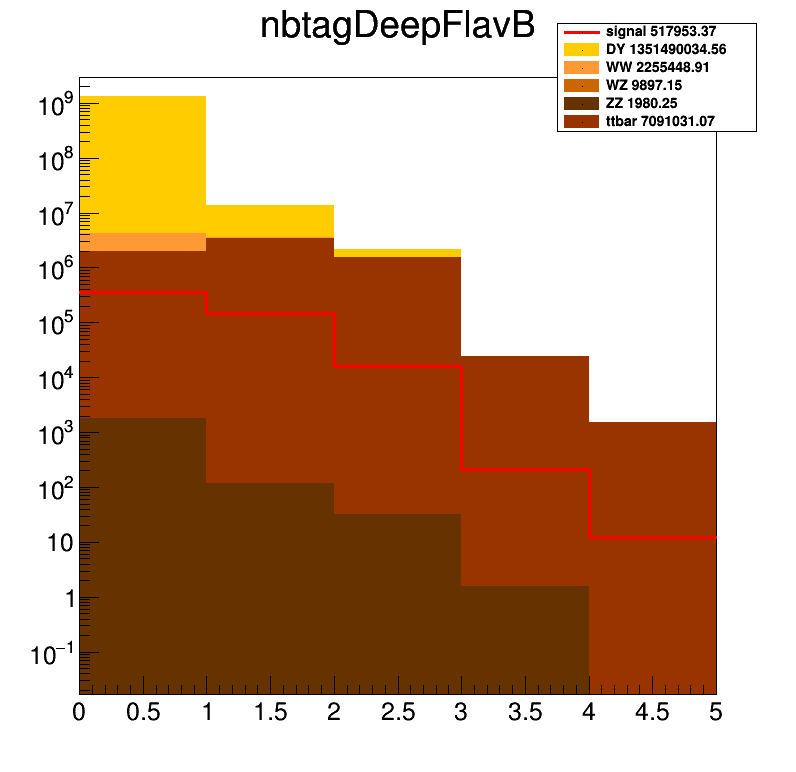 nbtagDeepFlavB
signal 517953.37
DY 1351490034.56
WW 2255448.91
WZ 9897.15
ZZ 1980.25
ttbar 7091031.07
10⁹
10⁸
10⁷
10⁶
10⁵
10⁴
10³
10²
10
1
10⁻¹
0 0.5 1 1.5 2 2.5 3 3.5 4 4.5 5